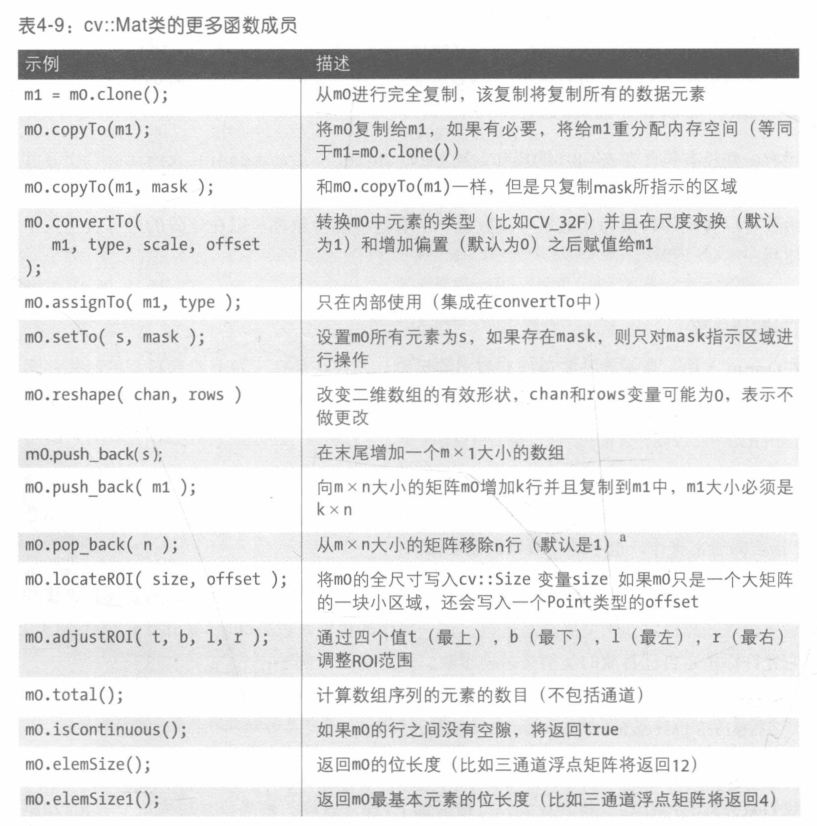 表4-9：cv::Mat类的更多函数成员
示例 描述
m1 = m0.clone(); 从m0进行完全复制，该复制将复制所有的数据元素
m0.copyTo(m1); 将m0复制给m1，如果有必要，将给m1重分配内存空间（等同
于m1=m0.clone()）
m0.copyTo(m1, mask ); 和m0.copyTo(m1)一样，但是只复制mask所指示的区域
m0.convertTo( 转换m0中元素的类型（比如CV_32F）并且在尺度变换（默认
m1, type, scale, offset 为1）和增加偏置（默认为0）之后赋值给m1
);
m0.assignTo( m1, type ); 只在内部使用（集成在convertTo中）
m0.setTo( s, mask ); 设置m0所有元素为s，如果存在mask，则只对mask指示区域进
行操作
m0.reshape( chan, rows ) 改变二维数组的有效形状，chan和rows变量可能为0，表示不
做更改
m0.push_back(s); 在末尾增加一个m×1大小的数组
m0.push_back( m1 ); 向m×n大小的矩阵m0增加k行并且复制到m1中，m1大小必须是
k×n
m0.pop_back( n ); 从m×n大小的矩阵移除n行（默认是1）a
m0.locateROI( size, offset ); 将m0的全尺寸写入cv::Size 变量size 如果m0只是一个大矩阵
的一块小区域，还会写入一个Point类型的offset
m0.adjustROI( t, b, l, r ); 通过四个值t（最上），b（最下），l（最左），r（最右）
调整ROI范围
m0.total(); 计算数组序列的元素的数目（不包括通道）
m0.isContinuous(); 如果m0的行之间没有空隙，将返回true
m0.elemSize(); 返回m0的位长度（比如三通道浮点矩阵将返回12）
m0.elemSize1(); 返回m0最基本元素的位长度（比如三通道浮点矩阵将返回4）